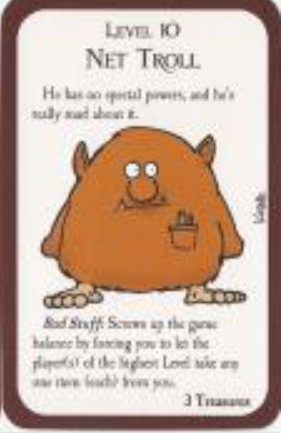 LEVEL 10
NET TROLL
He has no special powers, and he's
really mad about it.
Bad Stuff: Screws up the game
balance by forcing you to let the
player(s) of the highest Level take any
one item (each) from you.
3 Treasures